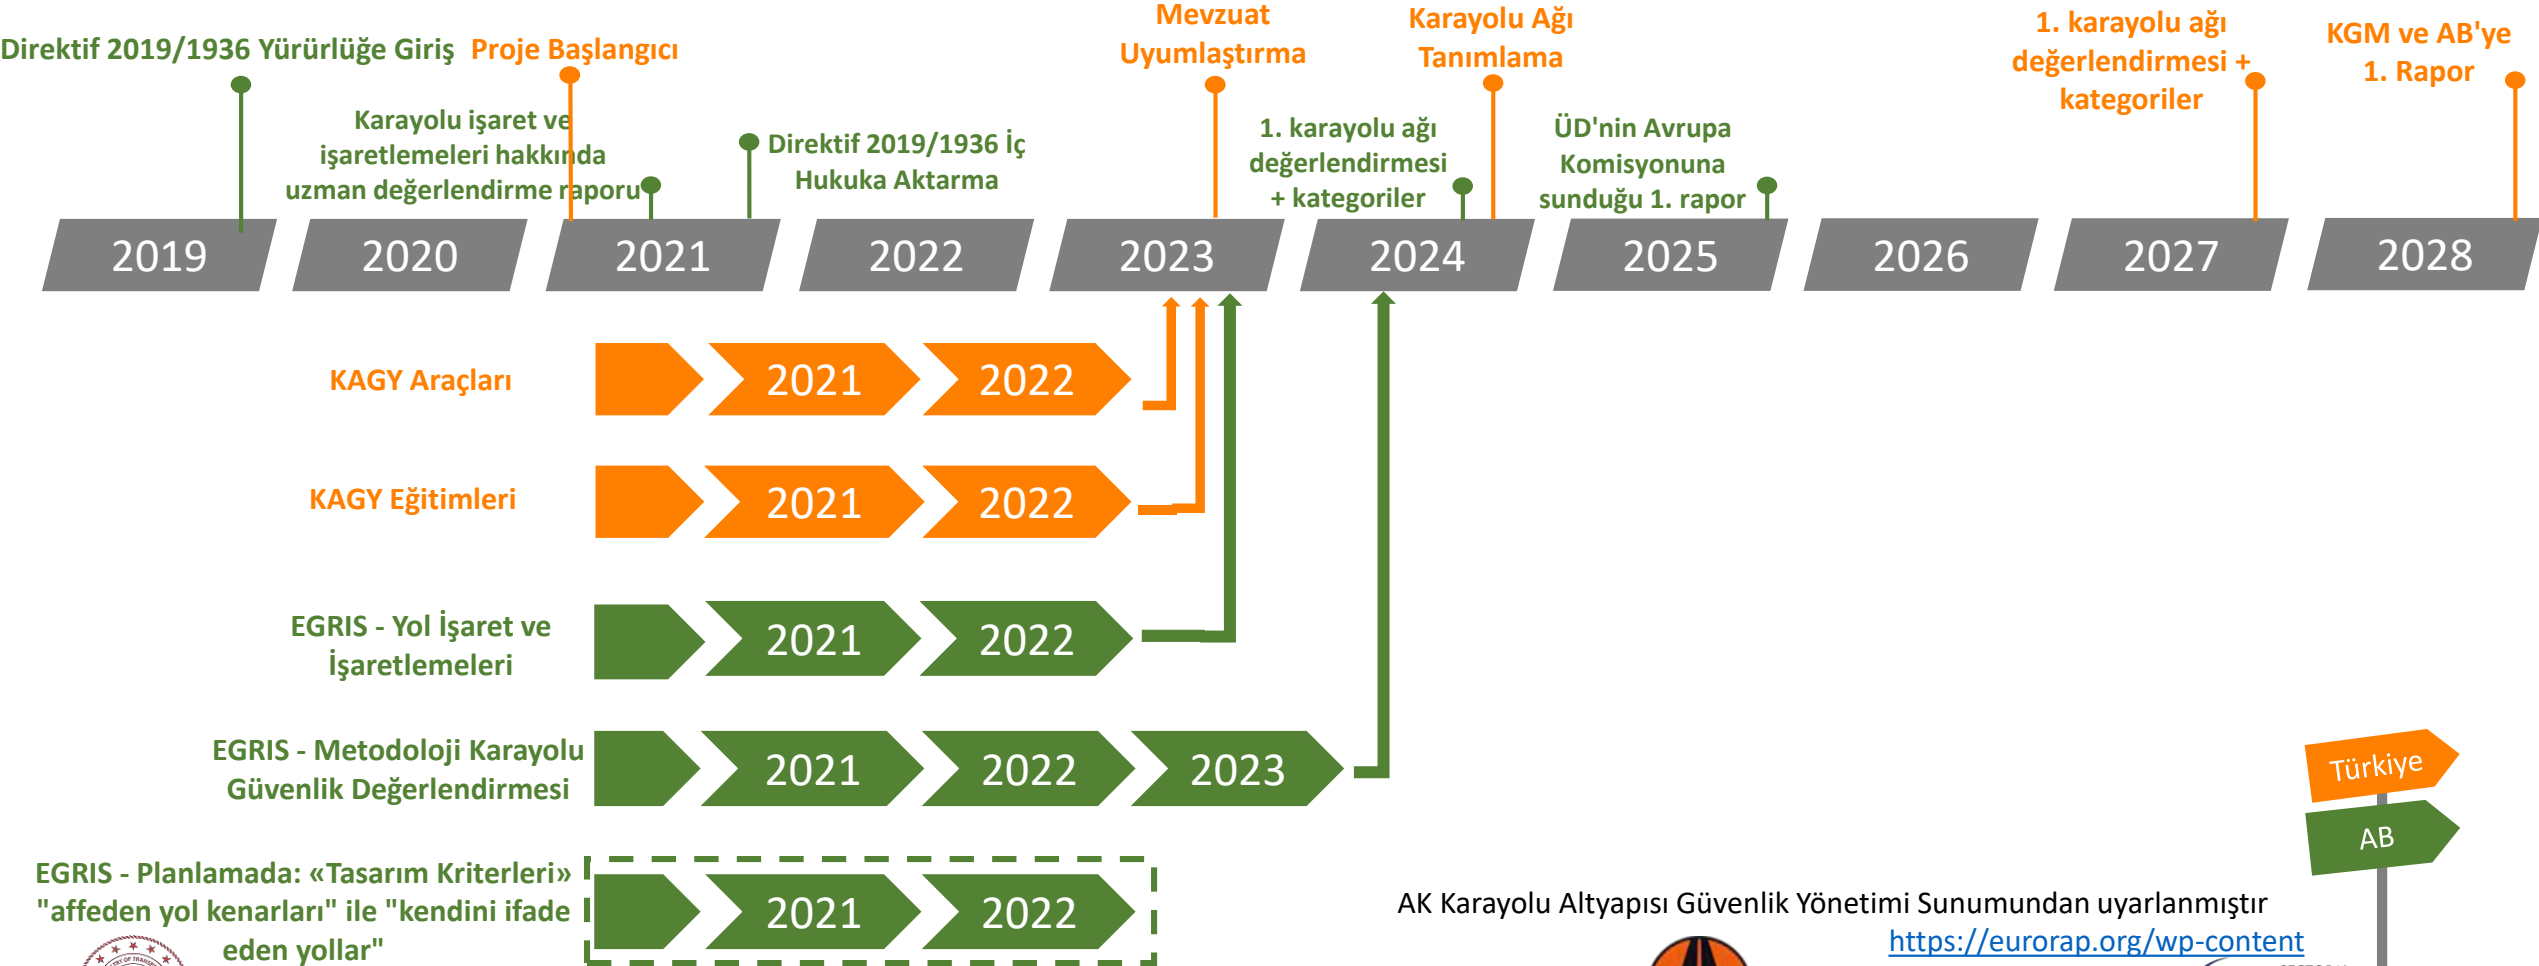 Mevzuat
Uyumlaştırma
Karayolu Ağı
Tanımlama
1. karayolu ağı
değerlendirmesi +
kategoriler
KGM ve AB'ye
1. Rapor
Direktif 2019/1936 Yürürlüğe Giriş
Proje Başlangıcı
Karayolu işaret ve
işaretlemeleri hakkında
uzman değerlendirme raporu
Direktif 2019/1936 İç
Hukuka Aktarma
1. karayolu ağı
değerlendirmesi
+ kategoriler
ÜD'nin Avrupa
Komisyonuna
sunduğu 1. rapor
2019 2020 2021 2022 2023 2024 2025 2026 2027 2028
KAGY Araçları
2021 2022
KAGY Eğitimleri
2021 2022
EGRIS - Yol İşaret ve
İşaretlemeleri
2021 2022
EGRIS - Metodoloji Karayolu
Güvenlik Değerlendirmesi
2021 2022 2023
Türkiye
AB
EGRIS - Planlamada: «Tasarım Kriterleri»
"affeden yol kenarları" ile "kendini ifade
eden yollar"
2021 2022
AK Karayolu Altyapısı Güvenlik Yönetimi Sunumundan uyarlanmıştır
https://eurorap.org/wp-content